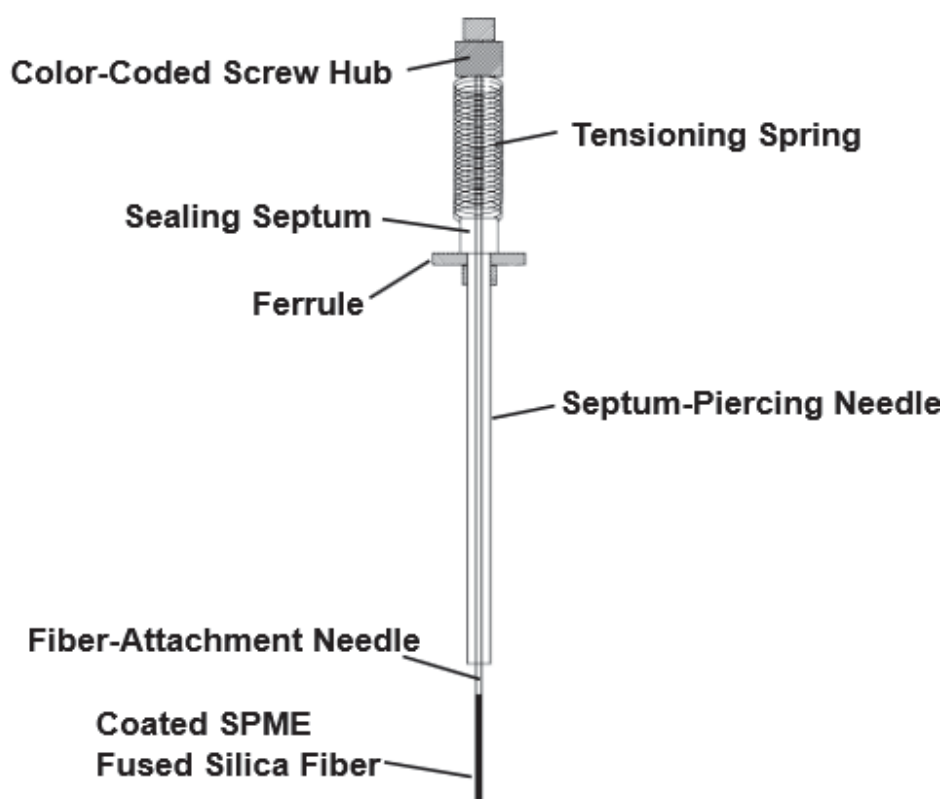 Color-Coded Screw Hub
Tensioning Spring
Sealing Septum
Ferrule
Septum-Piercing Needle
Fiber-Attachment Needle
Coated SPME
Fused Silica Fiber